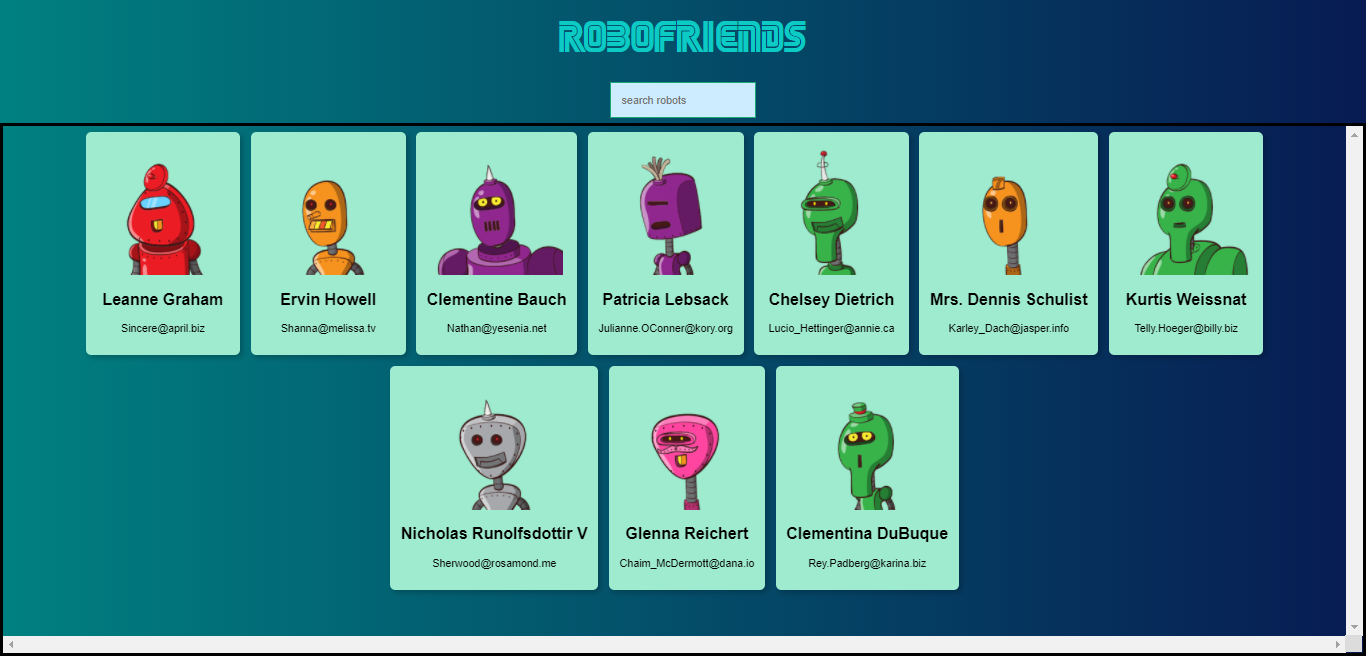 ROBOFRIENDS
search robots
Leanne Graham
Sincere@april.biz
Ervin Howell
Shanna@melissa.tv
Clementine Bauch
Nathan@yesenia.net
Patricia Lebsack
Julianne.OConner@kory.org
Chelsey Dietrich
Lucio_Hettinger@annie.ca
Mrs. Dennis Schulist
Karley_Dach@jasper.info
Kurtis Weissnat
Telly.Hoeger@billy.biz
Nicholas Runolfsdottir V
Sherwood@rosamond.me
Glenna Reichert
Chaim_McDermott@dana.io
Clementina DuBuque
Rey.Padberg@karina.biz